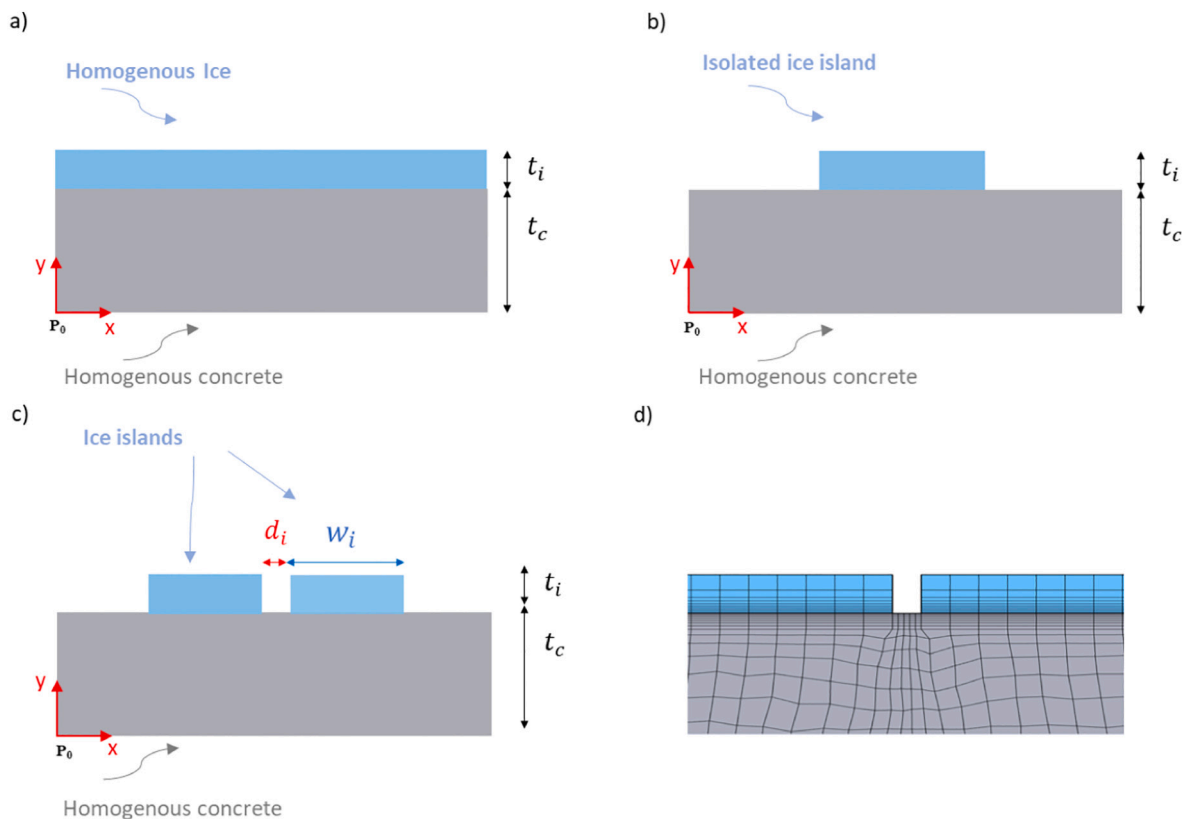 a)
Homogenous Ice
t_i
t_c
y
P_0
x
Homogenous concrete
b)
Isolated ice island
t_i
t_c
y
P_0
x
Homogenous concrete
c)
Ice islands
d_i
w_i
t_i
t_c
y
P_0
x
Homogenous concrete
d)